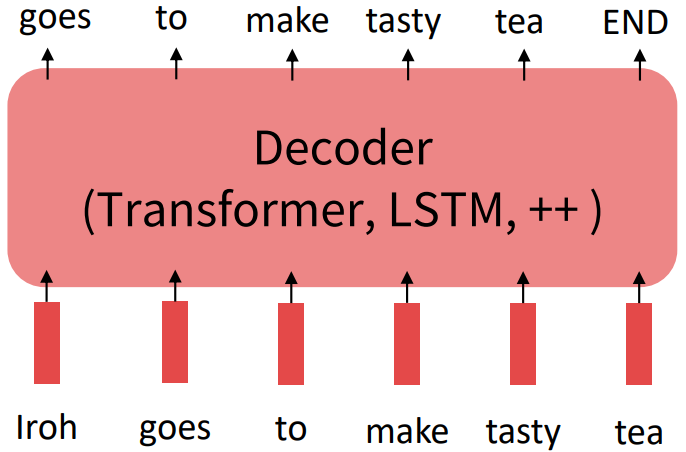 goes to make tasty tea END
Decoder
(Transformer, LSTM, ++ )
Iroh goes to make tasty tea